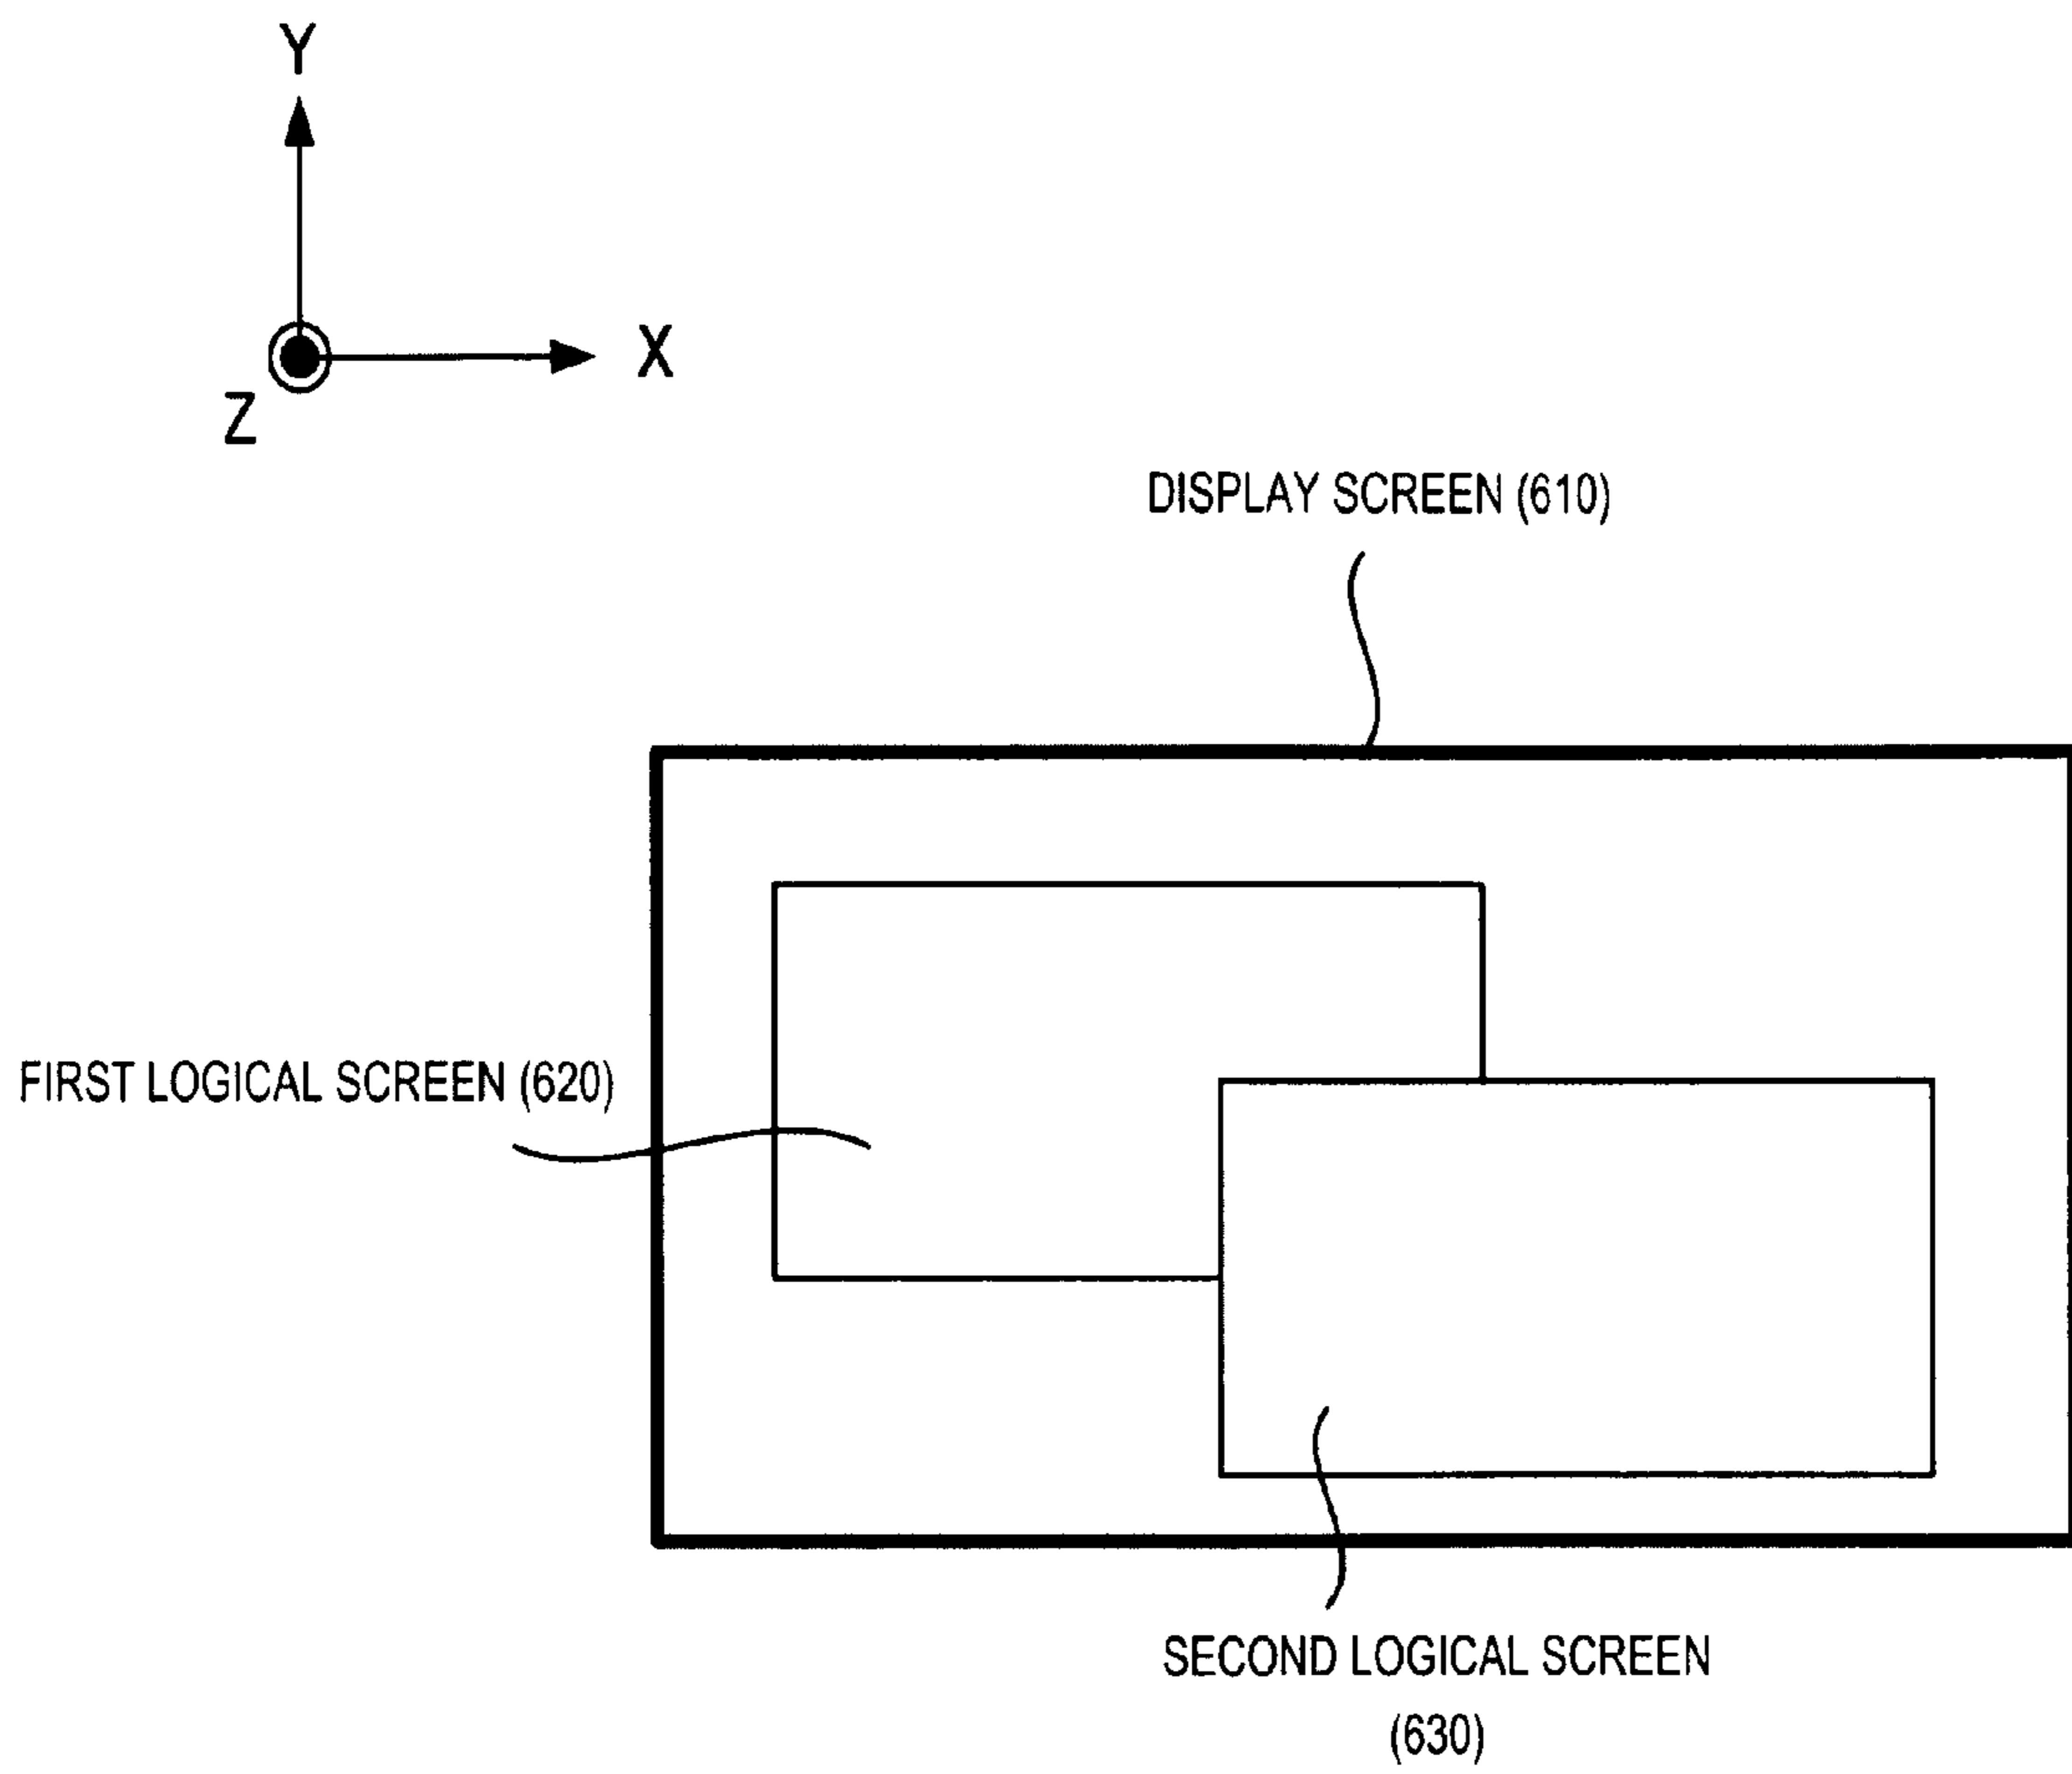 Y
X
Z
DISPLAY SCREEN (610)
FIRST LOGICAL SCREEN (620)
SECOND LOGICAL SCREEN
(630)